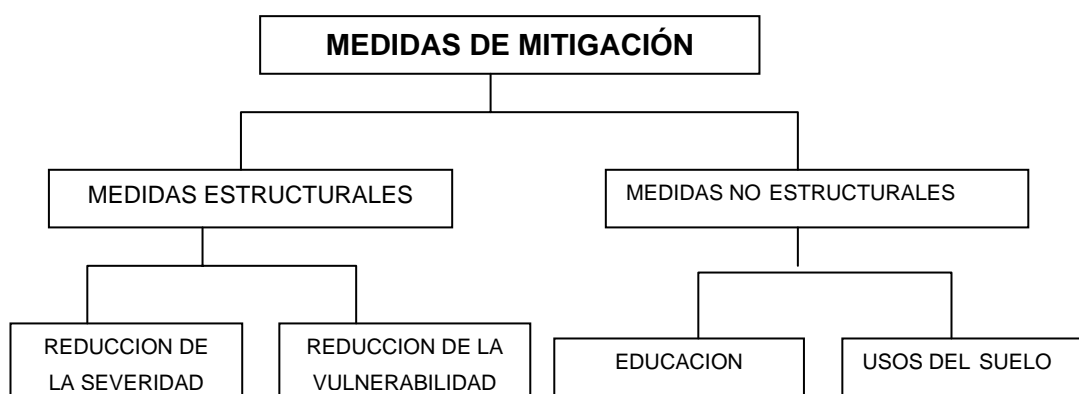 MEDIDAS DE MITIGACIÓN
MEDIDAS ESTRUCTURALES
MEDIDAS NO ESTRUCTURALES
REDUCCION DE
LA SEVERIDAD
REDUCCION DE LA
VULNERABILIDAD
EDUCACION
USOS DEL SUELO